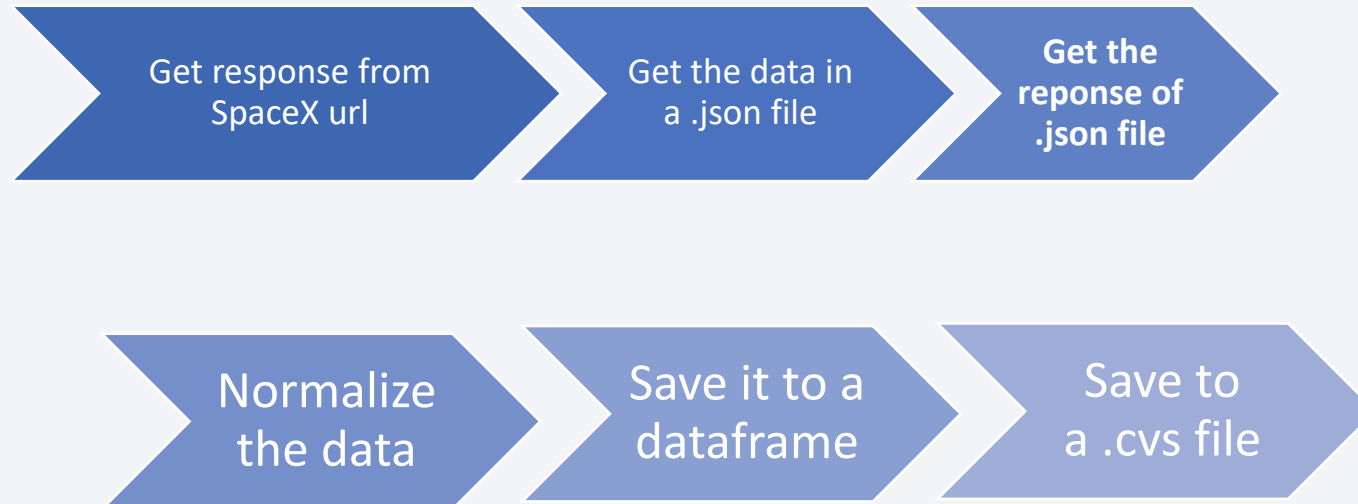 Get response from
SpaceX url
Get the data in
a .json file
Get the
reponse of
.json file
Normalize
the data
Save it to a
dataframe
Save to
a .cvs file